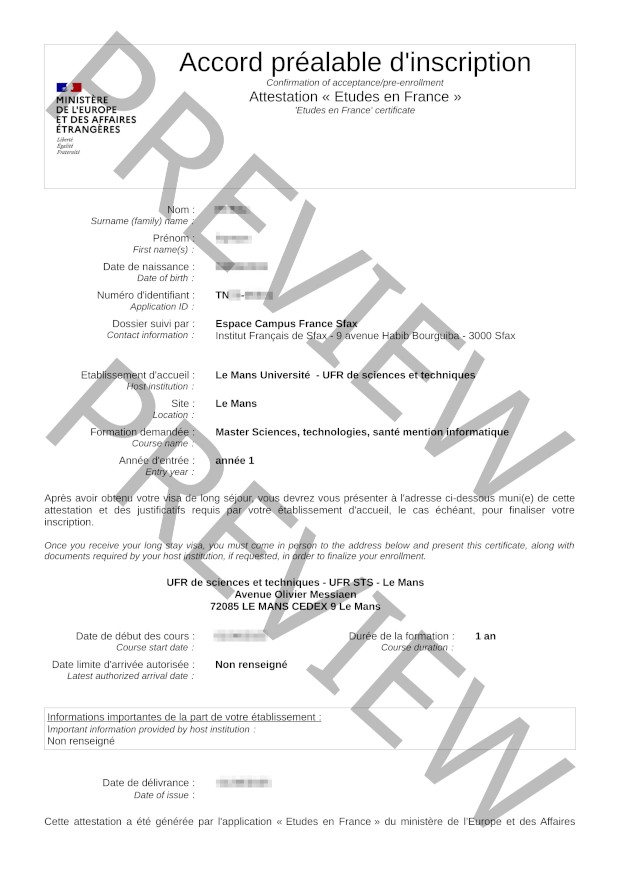 Accord préalable d'inscription
Confirmation of acceptance/pre-enrollment
Attestation « Etudes en France »
'Etudes en France' certificate
MINISTÈRE
DE L'EUROPE
ET DES AFFAIRES
ÉTRANGÈRES
Liberté
Égalité
Fraternité
PREVIEW
Nom :
Surname (family) name :
Prénom :
First name(s) :
Date de naissance :
Date of birth :
Numéro d'identifiant : TN -
Application ID :
Dossier suivi par : Espace Campus France Sfax
Contact information : Institut Français de Sfax - 9 avenue Habib Bourguiba - 3000 Sfax
Etablissement d'accueil : Le Mans Université - UFR de sciences et techniques
Host institution :
Site : Le Mans
Location :
Formation demandée : Master Sciences, technologies, santé mention informatique
Course name :
Année d'entrée : année 1
Entry year :
Après avoir obtenu votre visa de long séjour, vous devrez vous présenter à l'adresse ci-dessous muni(e) de cette
attestation et des justificatifs requis par votre établissement d'accueil, le cas échéant, pour finaliser votre
inscription.
Once you receive your long stay visa, you must come in person to the address below and present this certificate, along with
documents required by your host institution, if requested, in order to finalize your enrollment.
UFR de sciences et techniques - UFR STS - Le Mans
Avenue Olivier Messiaen
72085 LE MANS CEDEX 9 Le Mans
Date de début des cours : Durée de la formation : 1 an
Course start date : Course duration :
Date limite d'arrivée autorisée : Non renseigné
Latest authorized arrival date :
PREVIEW
Informations importantes de la part de votre établissement :
Important information provided by host institution :
Non renseigné
Date de délivrance :
Date of issue :
Cette attestation a été générée par l'application « Etudes en France » du ministère de l'Europe et des Affaires